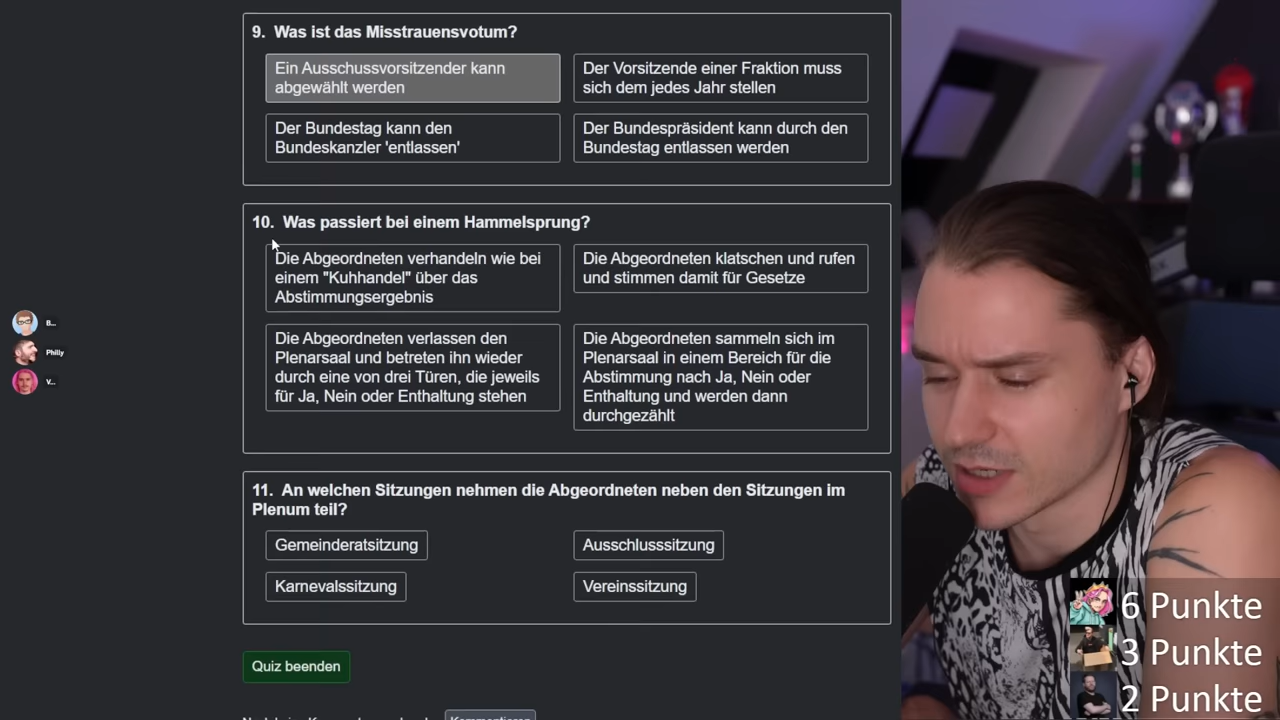 9. Was ist das Misstrauensvotum?
Ein Ausschussvorsitzender kann
abgewählt werden
Der Vorsitzende einer Fraktion muss
sich dem jedes Jahr stellen
Der Bundestag kann den
Bundeskanzler 'entlassen'
Der Bundespräsident kann durch den
Bundestag entlassen werden
10. Was passiert bei einem Hammelsprung?
Die Abgeordneten verhandeln wie bei
einem "Kuhhandel" über das
Abstimmungsergebnis
Die Abgeordneten klatschen und rufen
und stimmen damit für Gesetze
Die Abgeordneten verlassen den
Plenarsaal und betreten ihn wieder
durch eine von drei Türen, die jeweils
für Ja, Nein oder Enthaltung stehen
Die Abgeordneten sammeln sich im
Plenarsaal in einem Bereich für die
Abstimmung nach Ja, Nein oder
Enthaltung und werden dann
durchgezählt
B...
Philly
V...
11. An welchen Sitzungen nehmen die Abgeordneten neben den Sitzungen im
Plenum teil?
Gemeinderatsitzung
Ausschlusssitzung
Karnevalssitzung
Vereinssitzung
Quiz beenden
6 Punkte
3 Punkte
2 Punkte